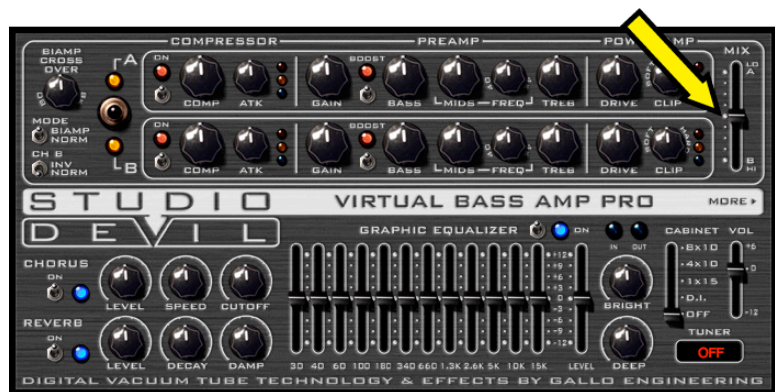 COMPRESSOR PREAMP
MIX
BIAMP CROSS OVER
A
ON
COMP ATK
GAIN
BOOST
BASS
MIDS FREQ
TREB
DRIVE CLIP
LO A
MODE
BIAMP
NORM
CH B
INV
NORM
B
ON
COMP ATK
GAIN
BOOST
BASS
MIDS FREQ
TREB
DRIVE CLIP
B HI
STUDIO DEVIL
VIRTUAL BASS AMP PRO
MORE
GRAPHIC EQUALIZER
ON
IN OUT
CABINET VOL
CHORUS
ON
LEVEL SPEED CUTOFF
REVERB
ON
LEVEL DECAY DAMP
+12
+9
+6
+3
0
-3
-6
-9
-12
30 40 60 100 180 340 660 1.3K 2.6K 5K 10K 15K LEVEL
BRIGHT
DEEP
8X10
4X10
1X15
D.I.
OFF
+6
0
-12
TUNER
OFF
DIGITAL VACUUM TUBE TECHNOLOGY & EFFECTS BY GALLO ENGINEERING